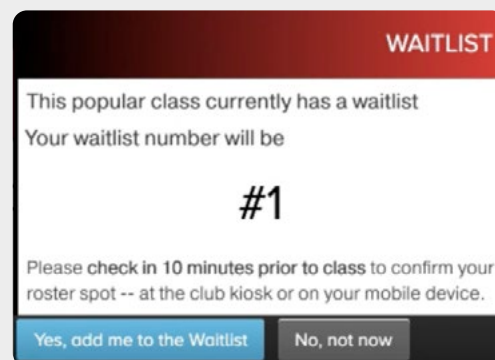 WAITLIST
This popular class currently has a waitlist
Your waitlist number will be
#1
Please check in 10 minutes prior to class to confirm your
roster spot -- at the club kiosk or on your mobile device.
Yes, add me to the Waitlist
No, not now